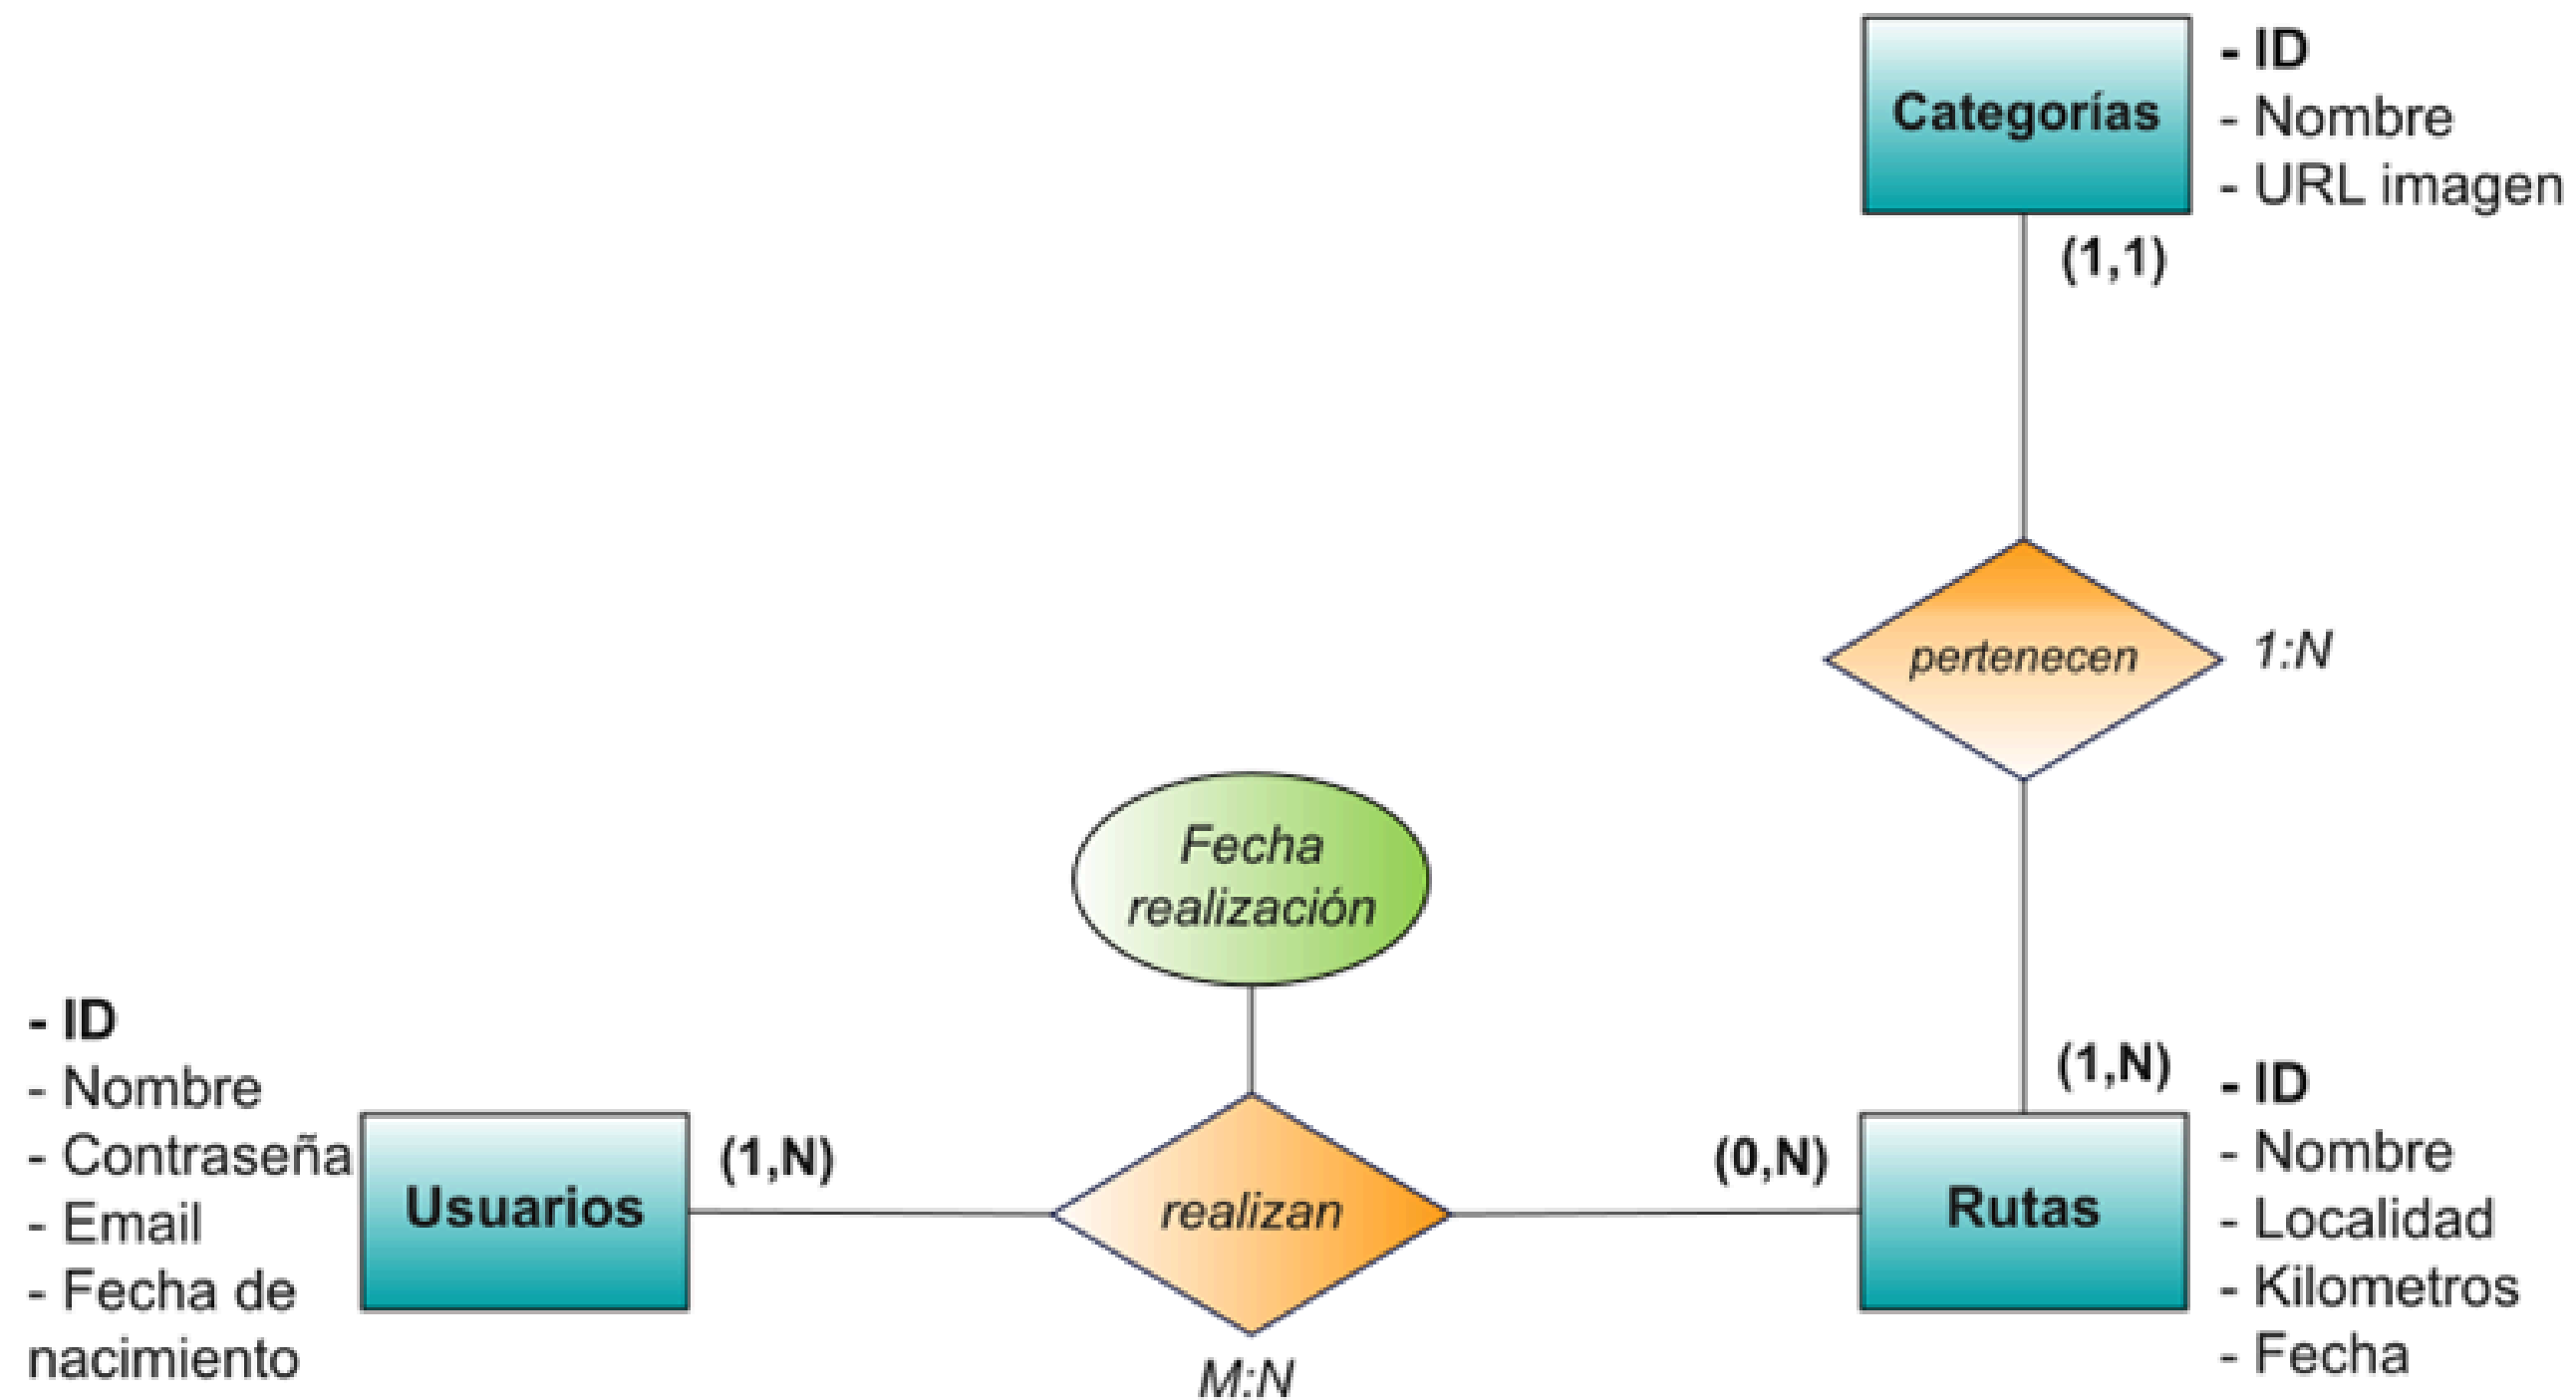 Categorías
- ID
- Nombre
- URL imagen
(1,1)
pertenecen
1:N
Fecha
realización
- ID
- Nombre
- Contraseña
- Email
- Fecha de
nacimiento
Usuarios
(1,N)
realizan
M:N
(0,N)
(1,N)
Rutas
- ID
- Nombre
- Localidad
- Kilometros
- Fecha